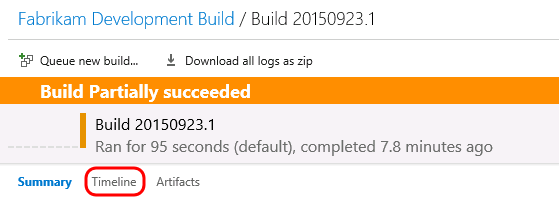 Fabrikam Development Build / Build 20150923.1
Queue new build... Download all logs as zip
Build Partially succeeded
Build 20150923.1
Ran for 95 seconds (default), completed 7.8 minutes ago
Summary Timeline Artifacts